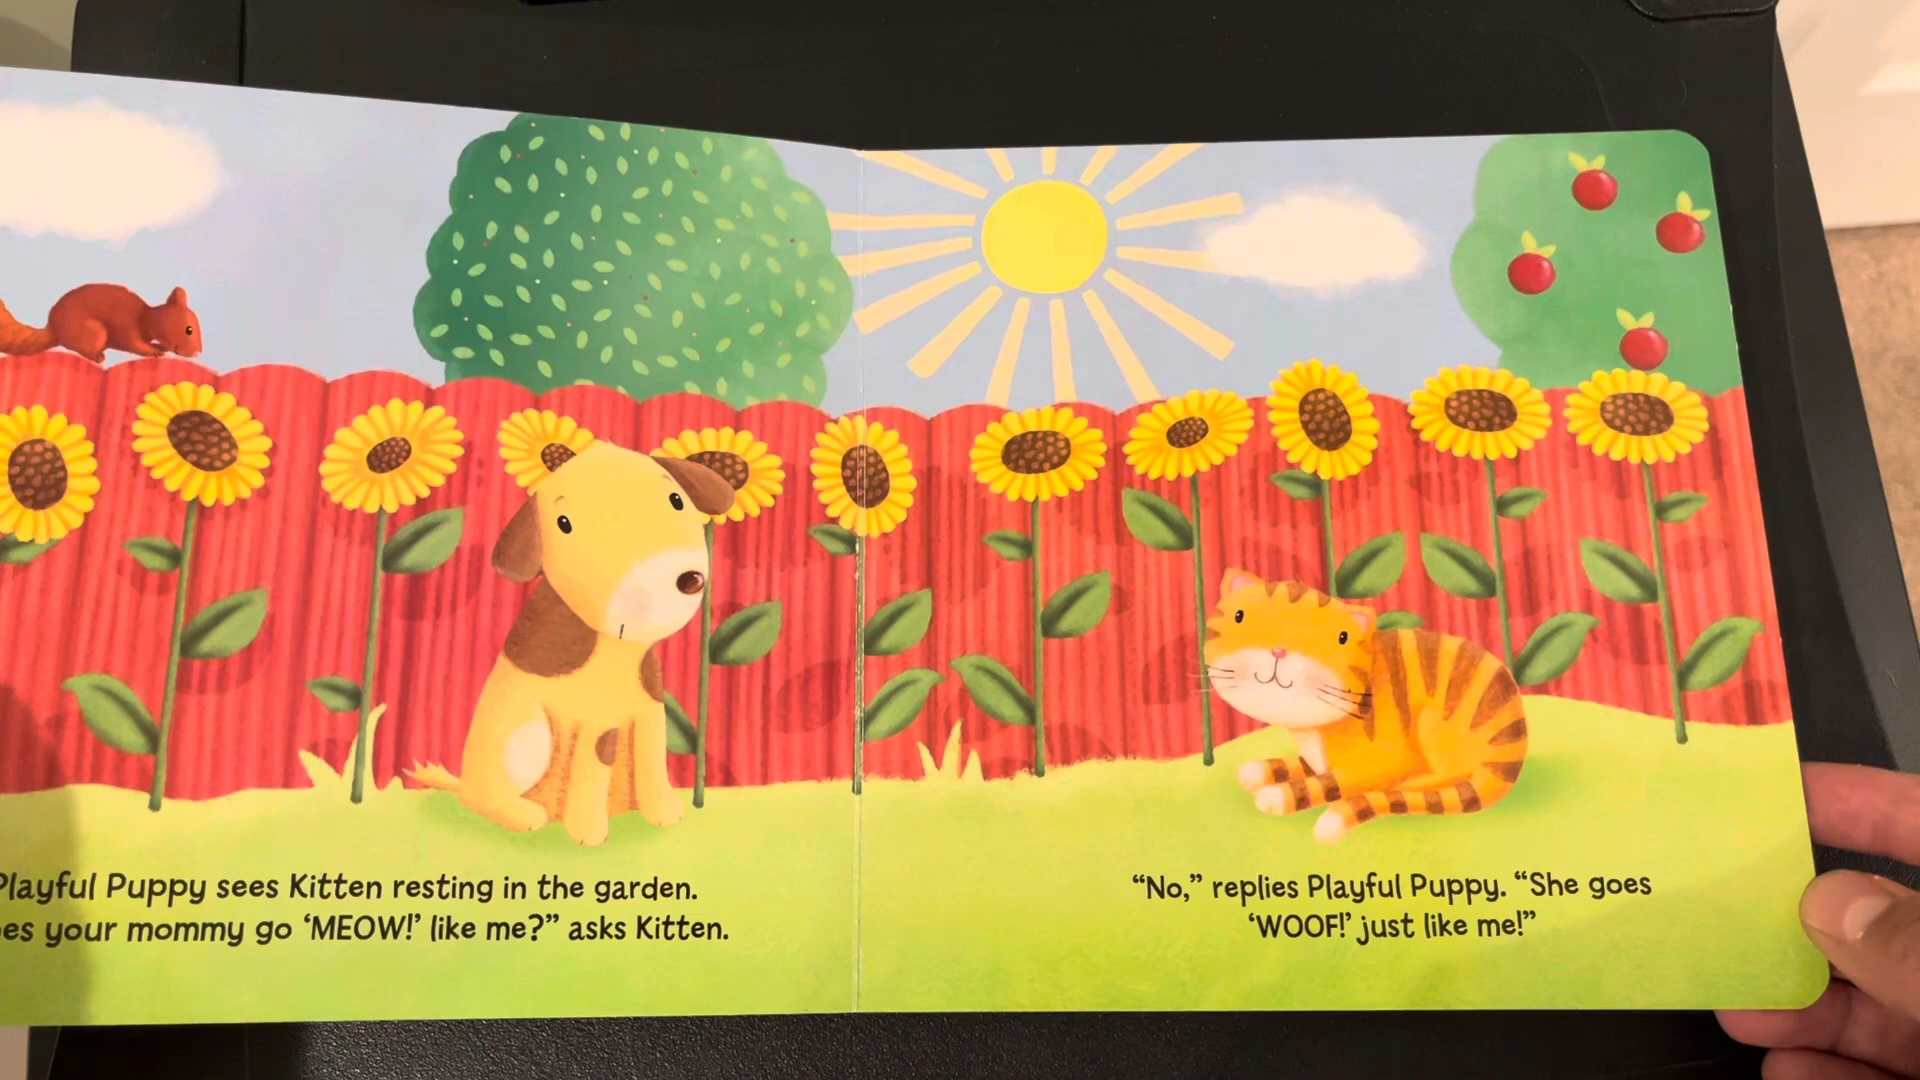 Playful Puppy sees Kitten resting in the garden.
your mommy go ‘MEOW!’ like me?” asks Kitten.
“No,” replies Playful Puppy. “She goes
‘WOOF!’ just like me!”